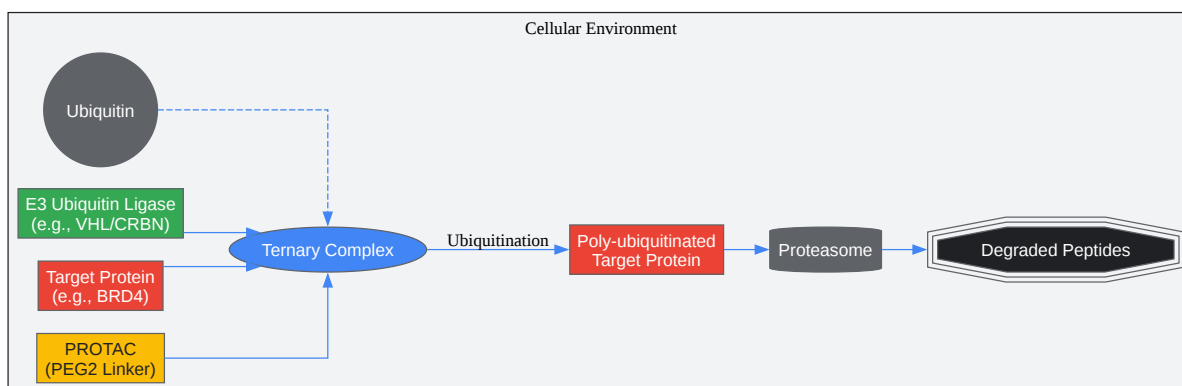 Cellular Environment
Ubiquitin
E3 Ubiquitin Ligase
(e.g., VHL/CRBN)
Target Protein
(e.g., BRD4)
PROTAC
(PEG2 Linker)
Ternary Complex
Ubiquitination
Poly-ubiquitinated
Target Protein
Proteasome
Degraded Peptides